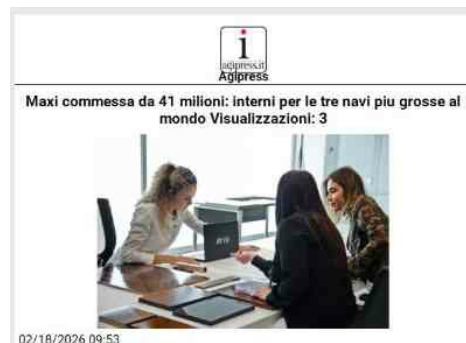 i
agipress.it
Agipress
Maxi commessa da 41 milioni: interni per le tre navi piu grosse al
mondo Visualizzazioni: 3
02/18/2026 09:53